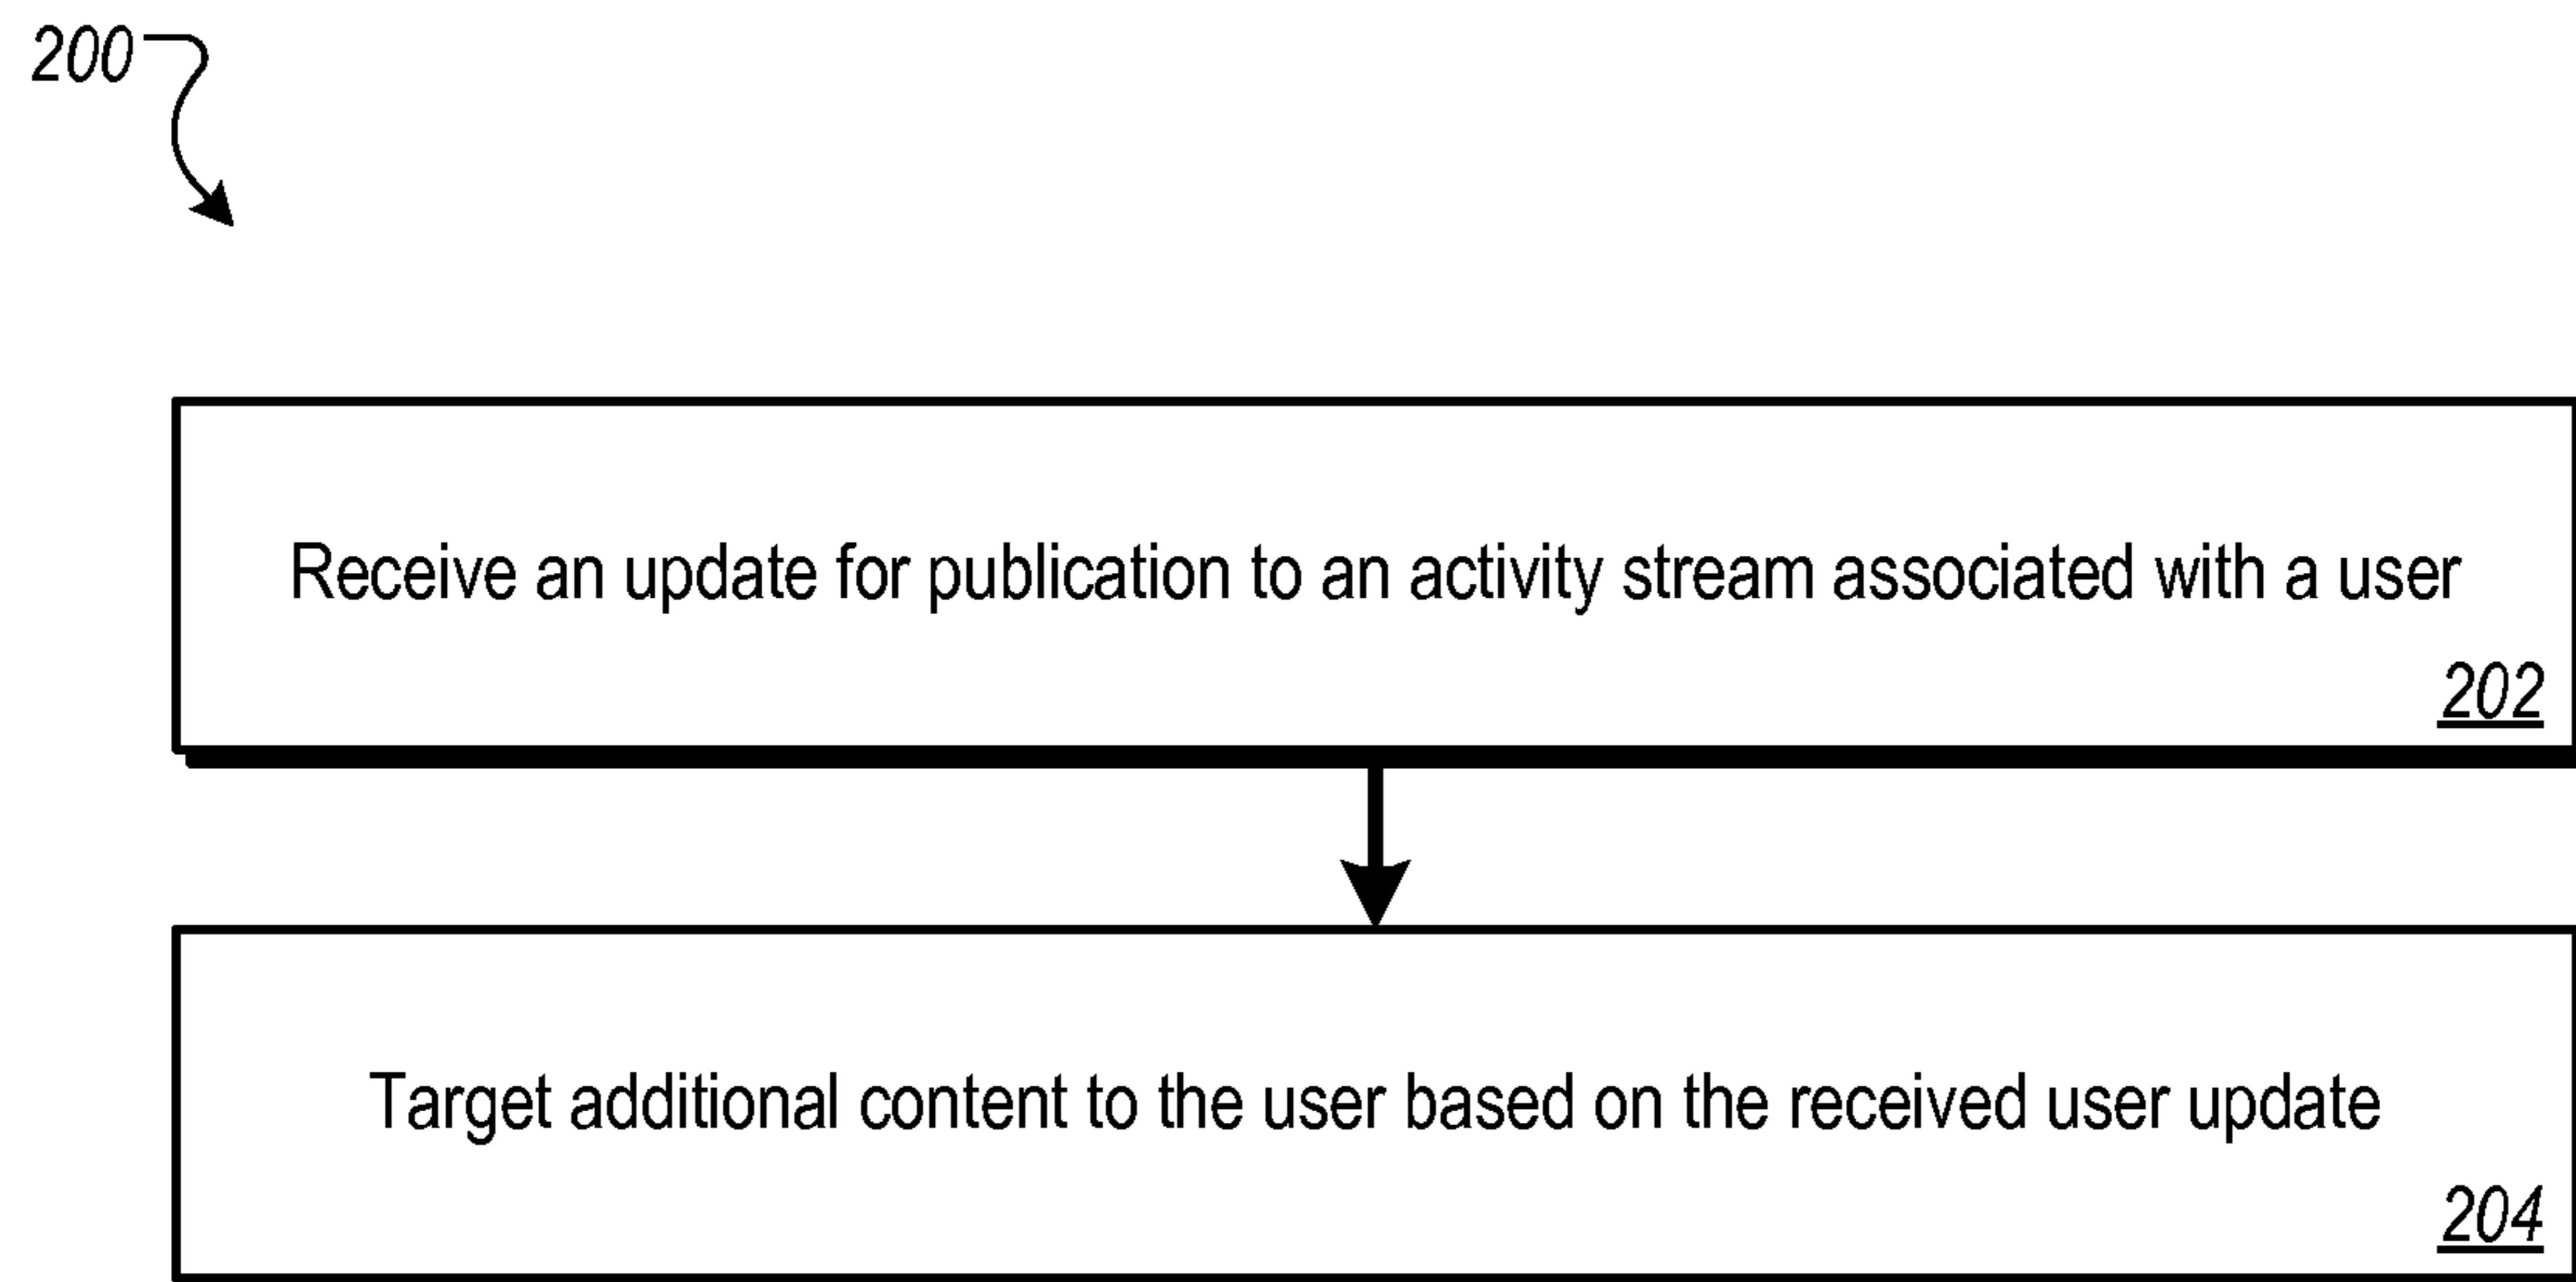 200
Receive an update for publication to an activity stream associated with a user
202
Target additional content to the user based on the received user update
204